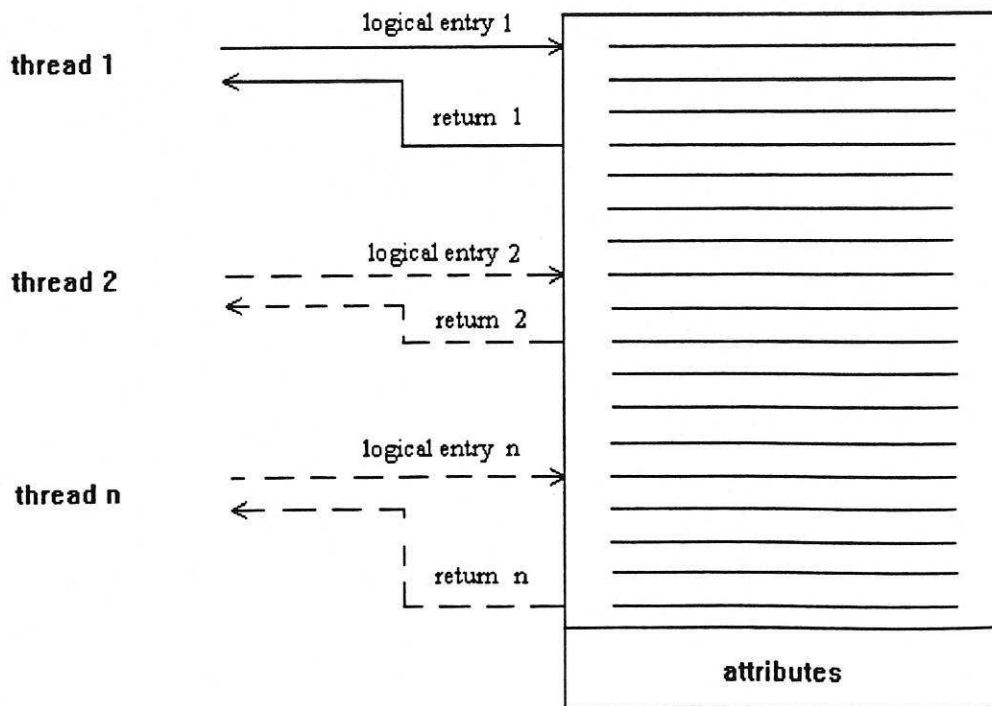 logical entry 1
thread 1
return 1
logical entry 2
thread 2
return 2
logical entry n
thread n
return n
attributes